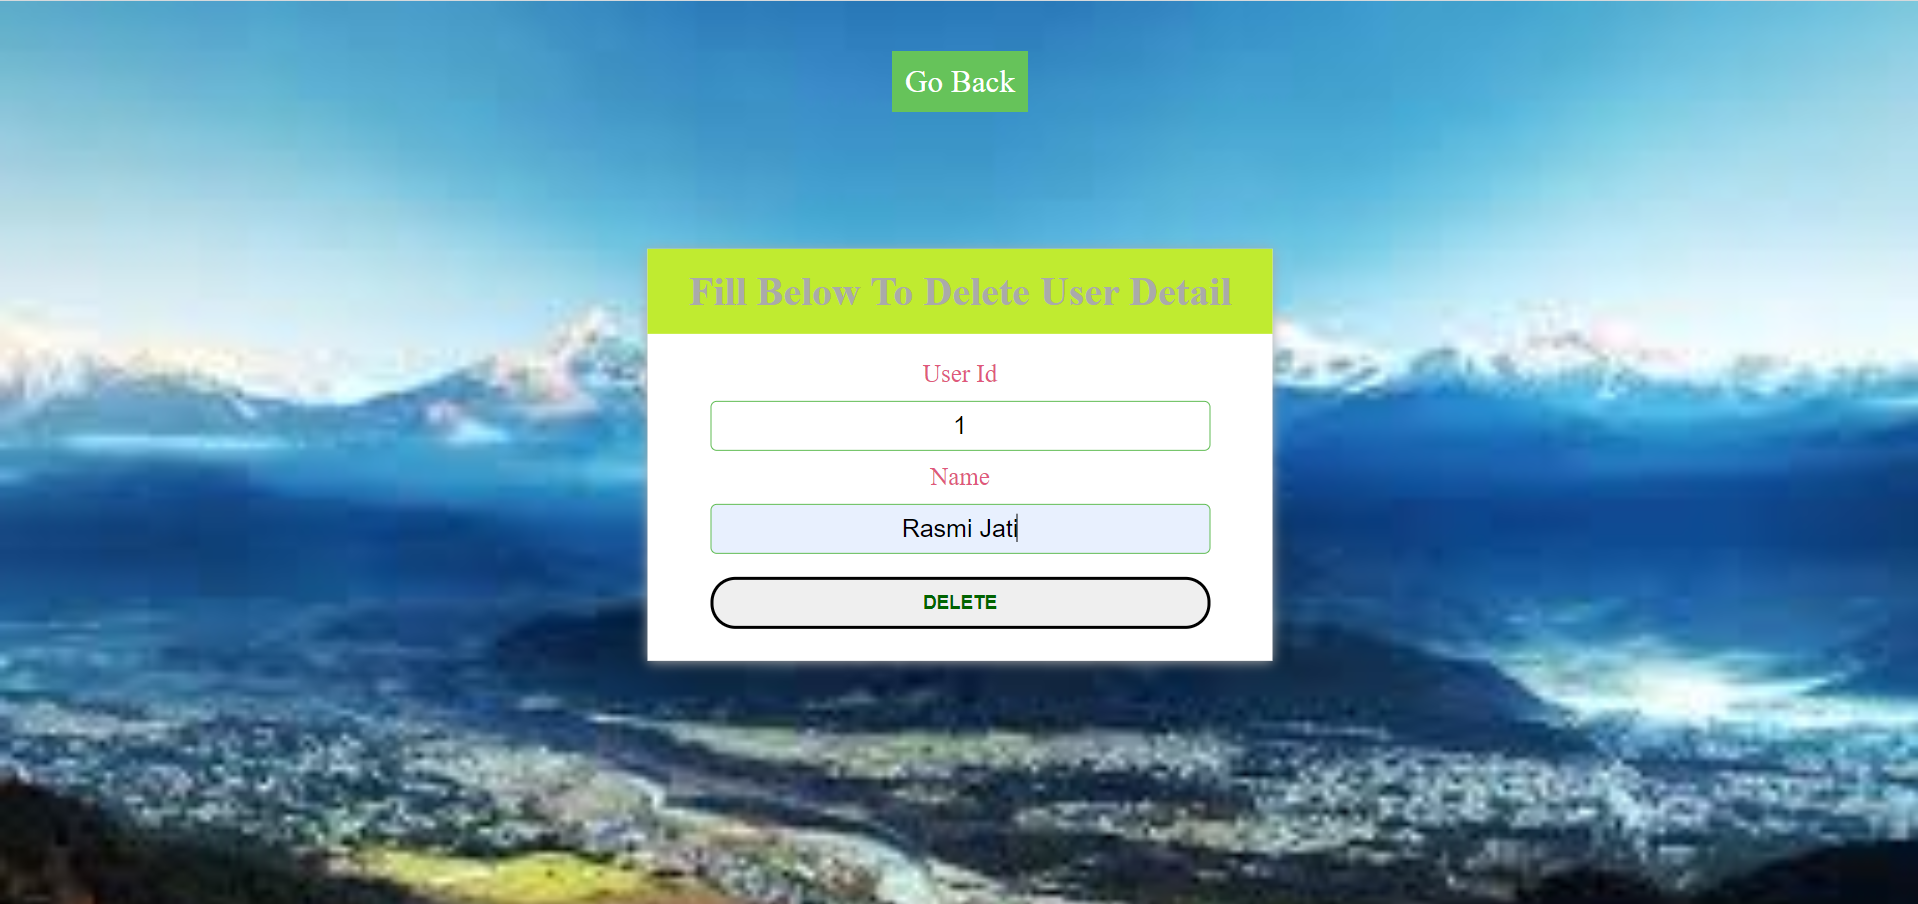 Go Back
Fill Below To Delete User Detail
User Id
1
Name
Rasmi Jati
DELETE